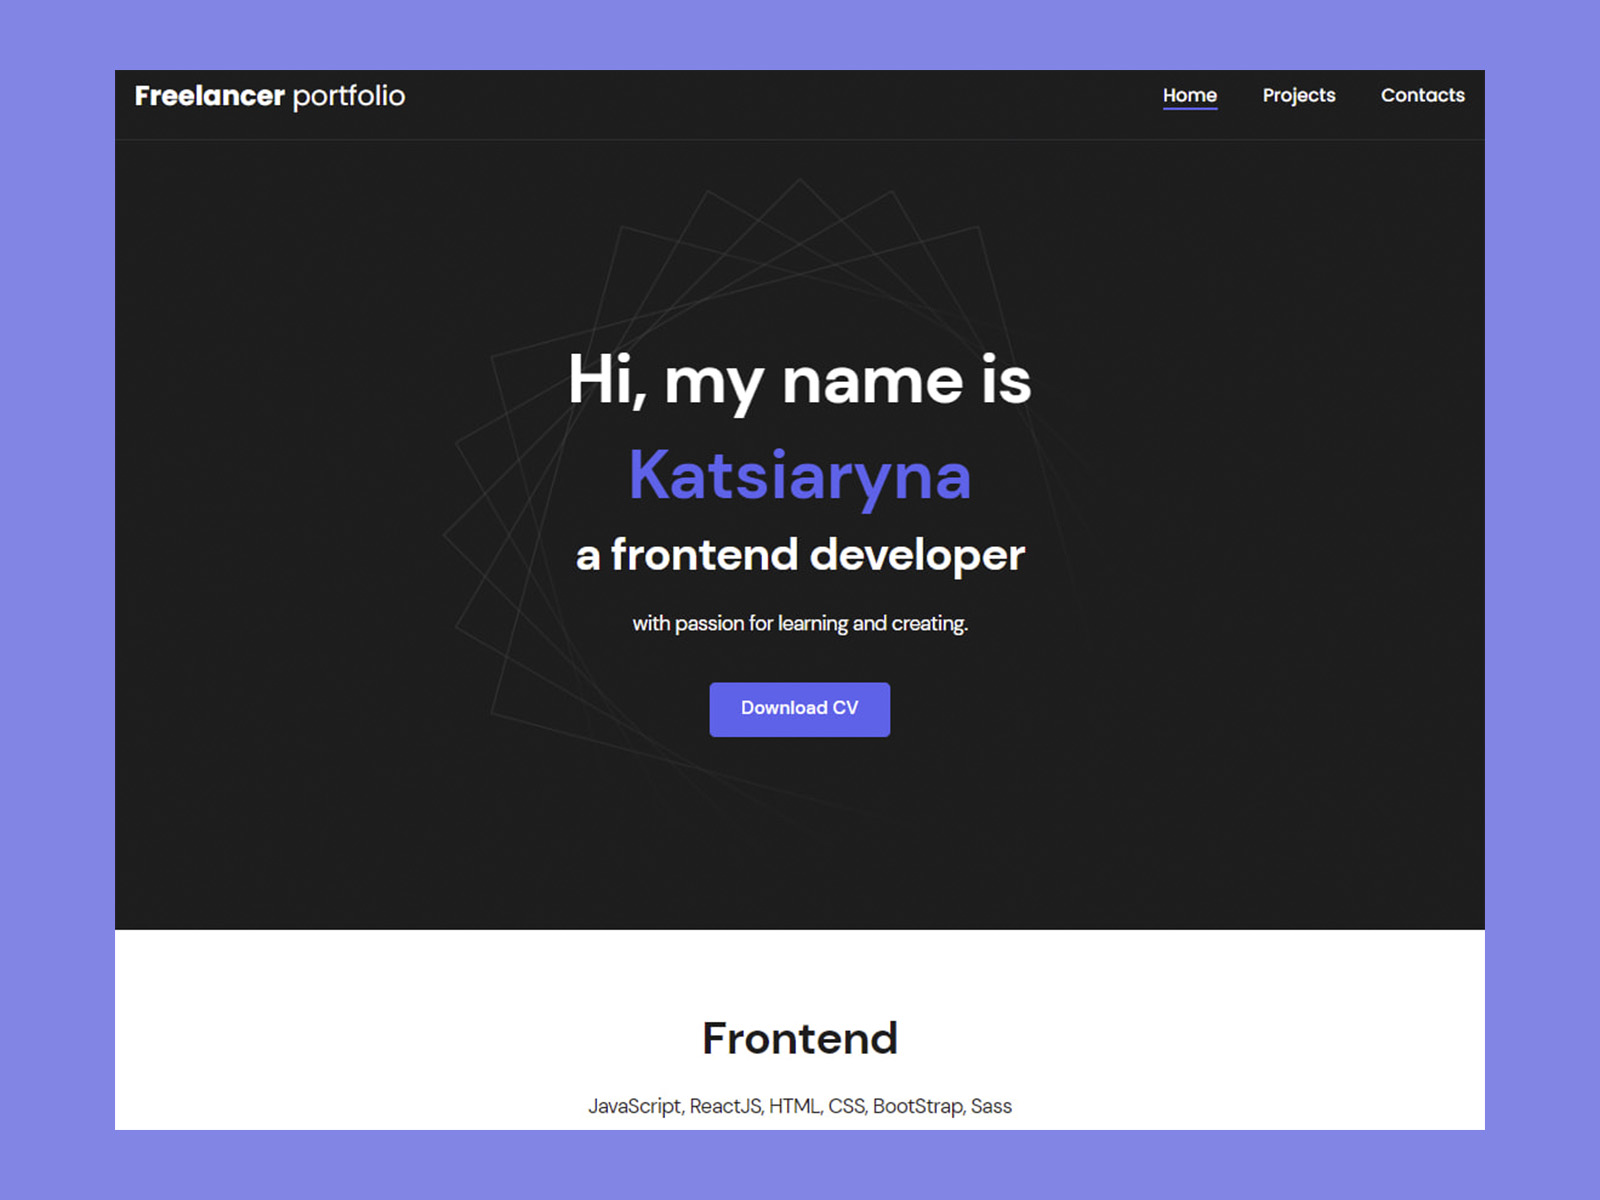 Freelancer portfolio
Home Projects Contacts
Hi, my name is
Katsiaryna
a frontend developer
with passion for learning and creating.
Download CV
Frontend
JavaScript, ReactJS, HTML, CSS, BootStrap, Sass